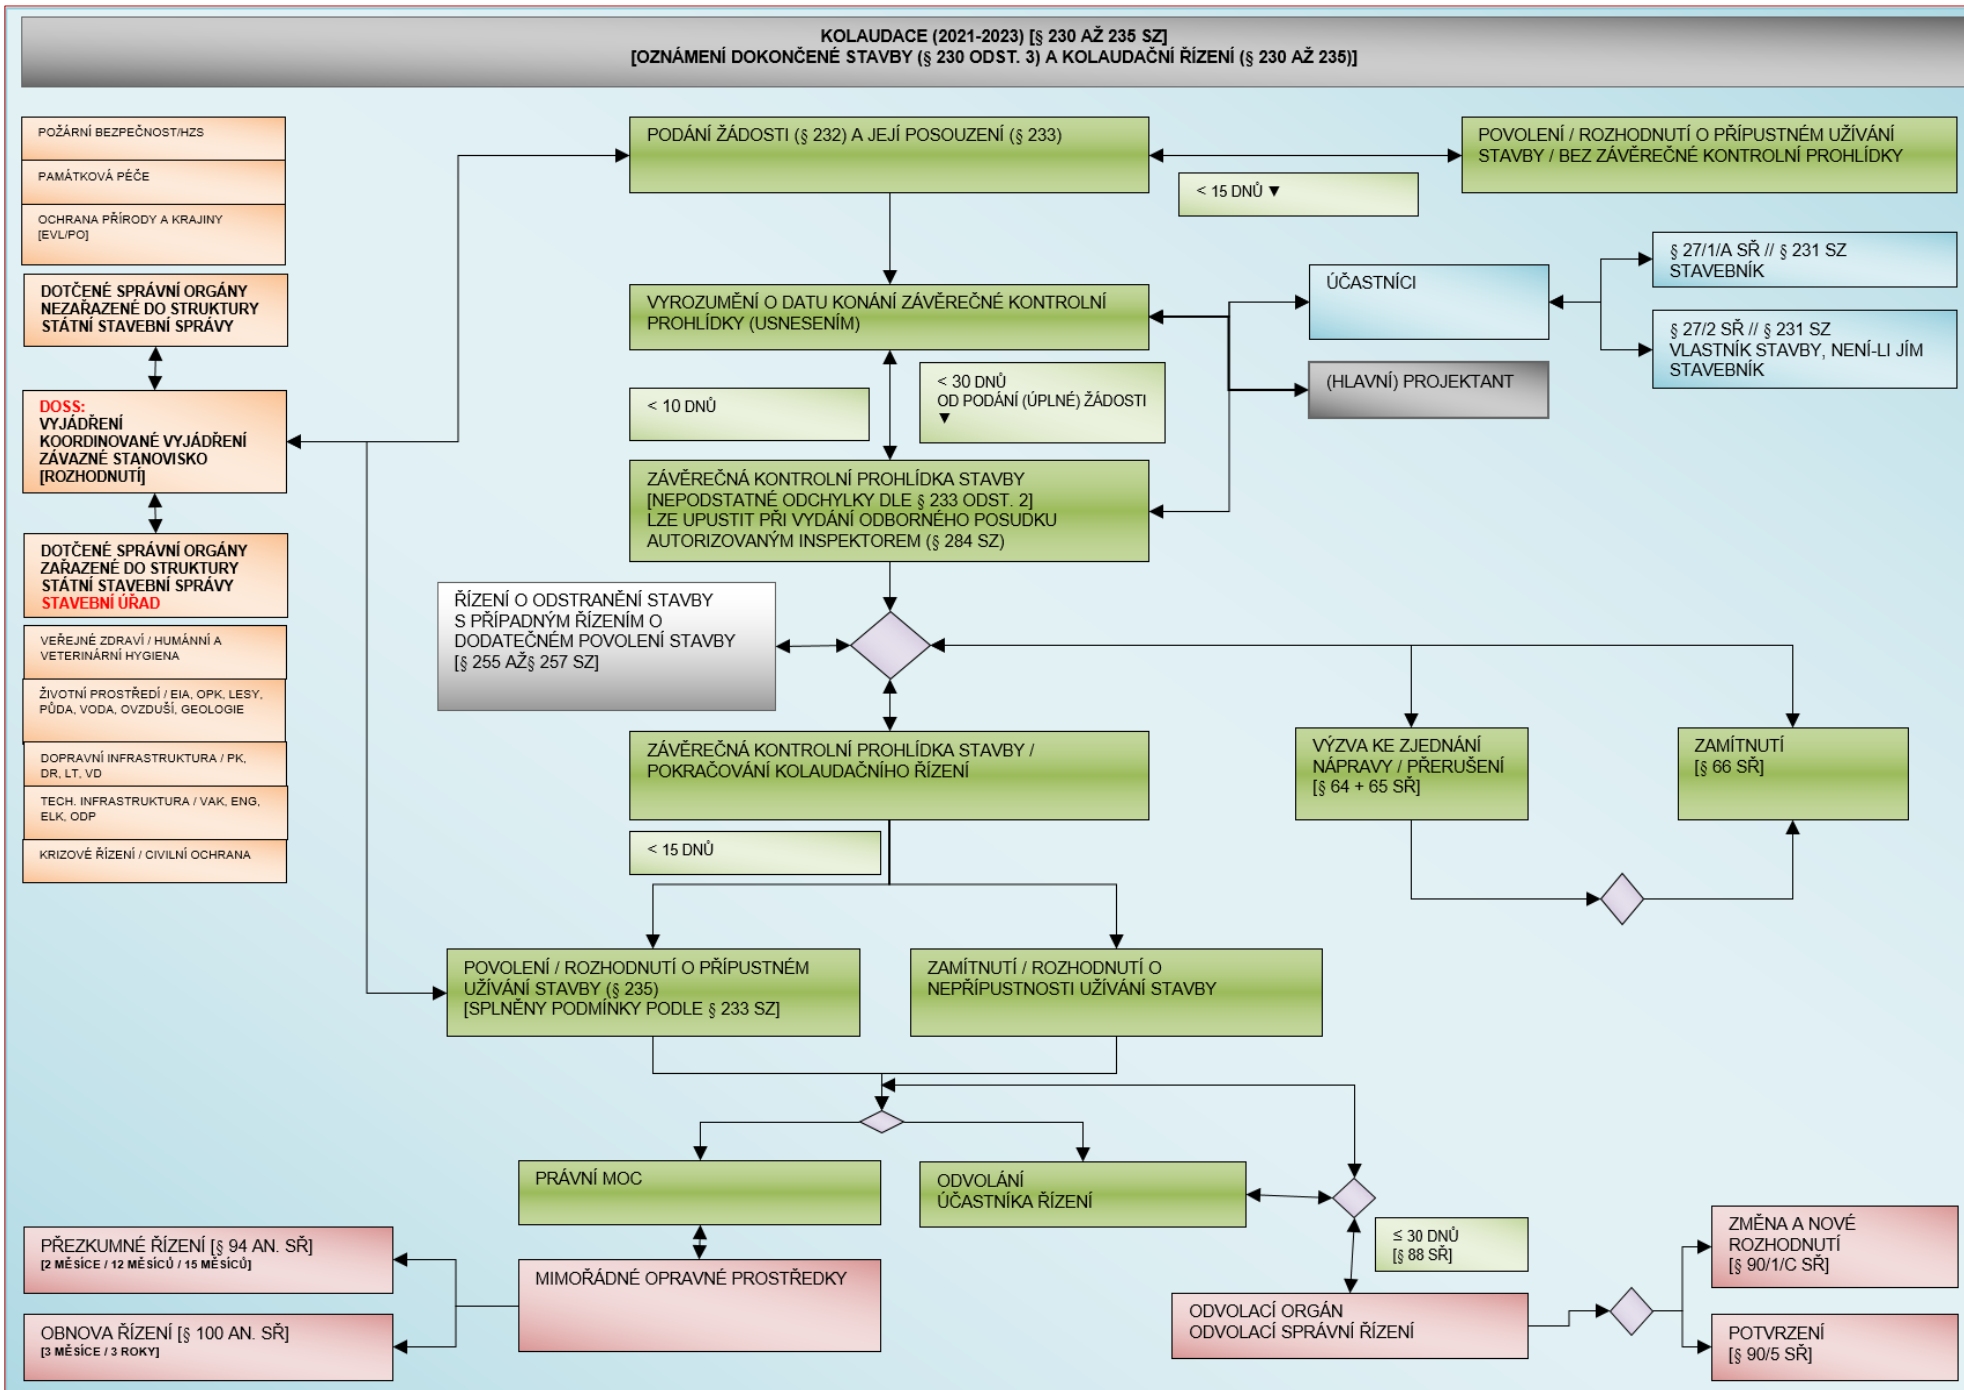 KOLAUDACE (2021-2023) [§ 230 AŽ 235 SZ]
[OZNÁMENÍ DOKONČENÉ STAVBY (§ 230 ODST. 3) A KOLAUDAČNÍ ŘÍZENÍ (§ 230 AŽ 235)]
POŽÁRNÍ BEZPEČNOST/HZS
PAMÁTKOVÁ PÉČE
OCHRANA PŘÍRODY A KRAJINY
[EVL/PO]
DOTČENÉ SPRÁVNÍ ORGÁNY
NEZAŘAZENÉ DO STRUKTURY
STÁTNÍ STAVEBNÍ SPRÁVY
DOSS:
VYJÁDŘENÍ
KOORDINOVANÉ VYJÁDŘENÍ
ZÁVAZNÉ STANOVISKO
[ROZHODNUTÍ]
DOTČENÉ SPRÁVNÍ ORGÁNY
ZAŘAZENÉ DO STRUKTURY
STÁTNÍ STAVEBNÍ SPRÁVY
STAVEBNÍ ÚŘAD
VEŘEJNÉ ZDRAVÍ / HUMÁNNÍ A
VETERINÁRNÍ HYGIENA
ŽIVOTNÍ PROSTŘEDÍ / EIA, OPK, LESY,
PŮDA, VODA, OVZDUŠÍ, GEOLOGIE
DOPRAVNÍ INFRASTRUKTURA / PK,
DR, LT, VD
TECH. INFRASTRUKTURA / VAK, ENG,
ELK, ODP
KRIZOVÉ ŘÍZENÍ / CIVILNÍ OCHRANA
PODÁNÍ ŽÁDOSTI (§ 232) A JEJÍ POSOUZENÍ (§ 233)
POVOLENÍ / ROZHODNUTÍ O PŘÍPUSTNÉM UŽÍVÁNÍ
STAVBY / BEZ ZÁVĚREČNÉ KONTROLNÍ PROHLÍDKY
< 15 DNŮ ▼
VYROZUMĚNÍ O DATU KONÁNÍ ZÁVĚREČNÉ KONTROLNÍ
PROHLÍDKY (USNESENÍM)
ÚČASTNÍCI
§ 27/1/A SŘ // § 231 SZ
STAVEBNÍK
§ 27/2 SŘ // § 231 SZ
VLASTNÍK STAVBY, NENÍ-LI JÍM
STAVEBNÍK
(HLAVNÍ) PROJEKTANT
< 10 DNŮ
< 30 DNŮ
OD PODÁNÍ (ÚPLNÉ) ŽÁDOSTI
▼
ZÁVĚREČNÁ KONTROLNÍ PROHLÍDKA STAVBY
[NEPODSTATNÉ ODCHYLKY DLE § 233 ODST. 2]
LZE UPUSTIT PŘI VYDÁNÍ ODBORNÉHO POSUDKU
AUTORIZOVANÝM INSPEKTOREM (§ 284 SZ)
ŘÍZENÍ O ODSTRANĚNÍ STAVBY
S PŘÍPADNÝM ŘÍZENÍM O
DODATEČNÉM POVOLENÍ STAVBY
[§ 255 AŽ§ 257 SZ]
ZÁVĚREČNÁ KONTROLNÍ PROHLÍDKA STAVBY /
POKRAČOVÁNÍ KOLAUDAČNÍHO ŘÍZENÍ
VÝZVA KE ZJEDNÁNÍ
NÁPRAVY / PŘERUŠENÍ
[§ 64 + 65 SŘ]
ZAMÍTNUTÍ
[§ 66 SŘ]
< 15 DNŮ
POVOLENÍ / ROZHODNUTÍ O PŘÍPUSTNÉM
UŽÍVÁNÍ STAVBY (§ 235)
[SPLNĚNY PODMÍNKY PODLE § 233 SZ]
ZAMÍTNUTÍ / ROZHODNUTÍ O
NEPŘÍPUSTNOSTI UŽÍVÁNÍ STAVBY
PRÁVNÍ MOC
ODVOLÁNÍ
ÚČASTNÍKA ŘÍZENÍ
≤ 30 DNŮ
[§ 88 SŘ]
PŘEZKUMNÉ ŘÍZENÍ [§ 94 AN. SŘ]
[2 MĚSÍCE / 12 MĚSÍCŮ / 15 MĚSÍCŮ]
OBNOVA ŘÍZENÍ [§ 100 AN. SŘ]
[3 MĚSÍCE / 3 ROKY]
MIMOŘÁDNÉ OPRAVNÉ PROSTŘEDKY
ODVOLACÍ ORGÁN
ODVOLACÍ SPRÁVNÍ ŘÍZENÍ
ZMĚNA A NOVÉ
ROZHODNUTÍ
[§ 90/1/C SŘ]
POTVRZENÍ
[§ 90/5 SŘ]